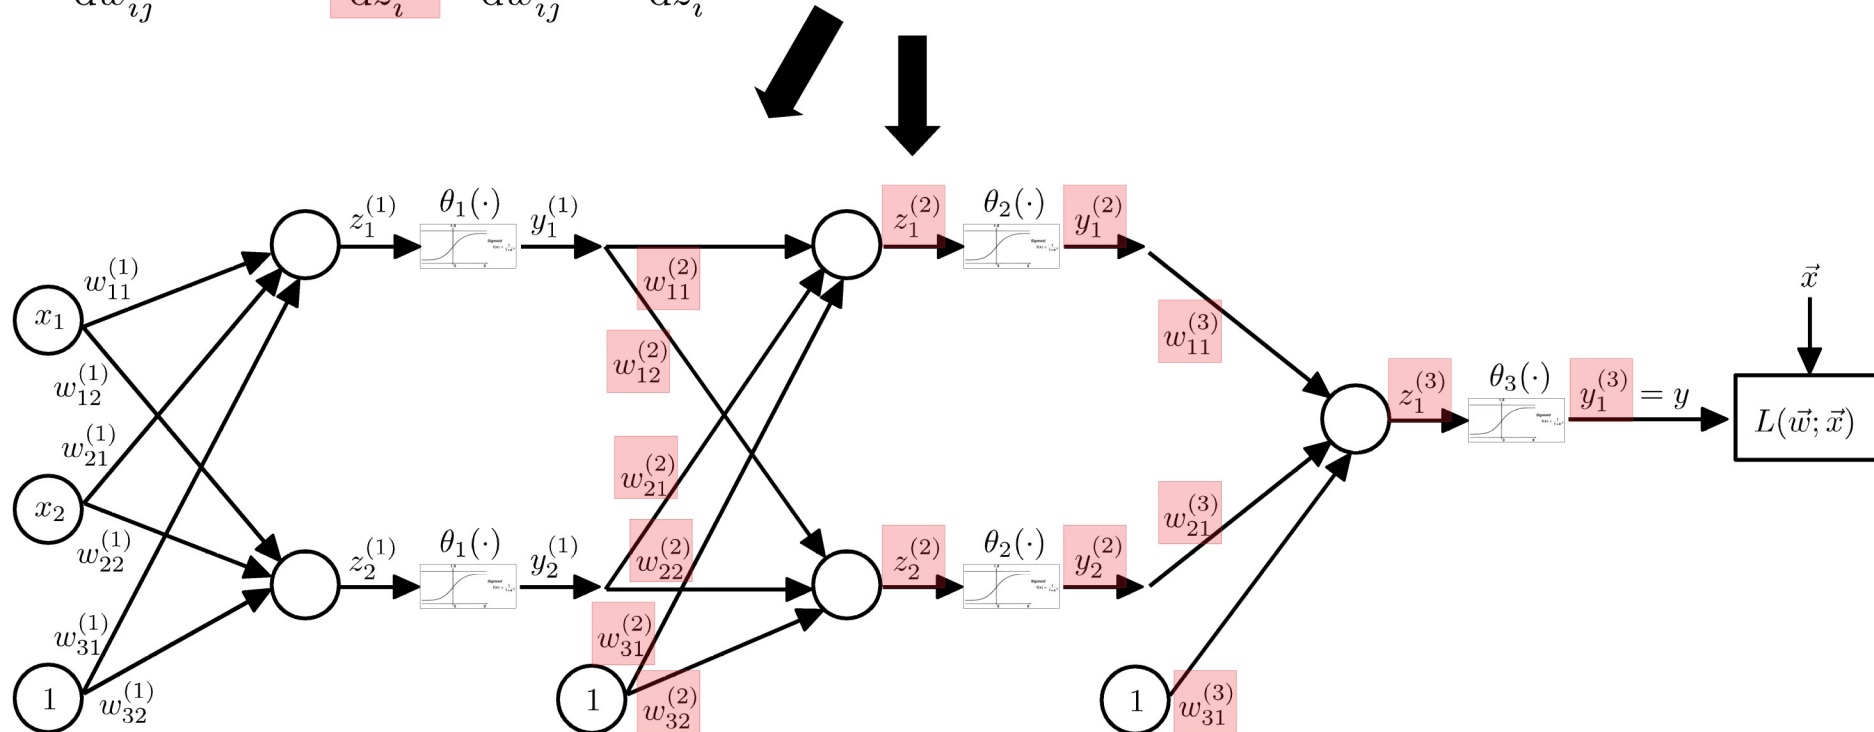 z_1^{(1)} θ_1(·) y_1^{(1)} z_1^{(2)} θ_2(·) y_1^{(2)}
w_{11}^{(1)} w_{11}^{(2)} x⃗
x_1 w_{12}^{(2)} w_{11}^{(3)}
w_{12}^{(1)} z_1^{(3)} θ_3(·) y_1^{(3)} = y L(w⃗; x⃗)
w_{21}^{(1)} w_{21}^{(2)}
x_2 w_{21}^{(3)}
w_{22}^{(1)} z_2^{(1)} θ_1(·) y_2^{(1)} w_{22}^{(2)} z_2^{(2)} θ_2(·) y_2^{(2)}
w_{31}^{(1)} w_{31}^{(2)}
1 w_{32}^{(1)} 1 w_{32}^{(2)} 1 w_{31}^{(3)}